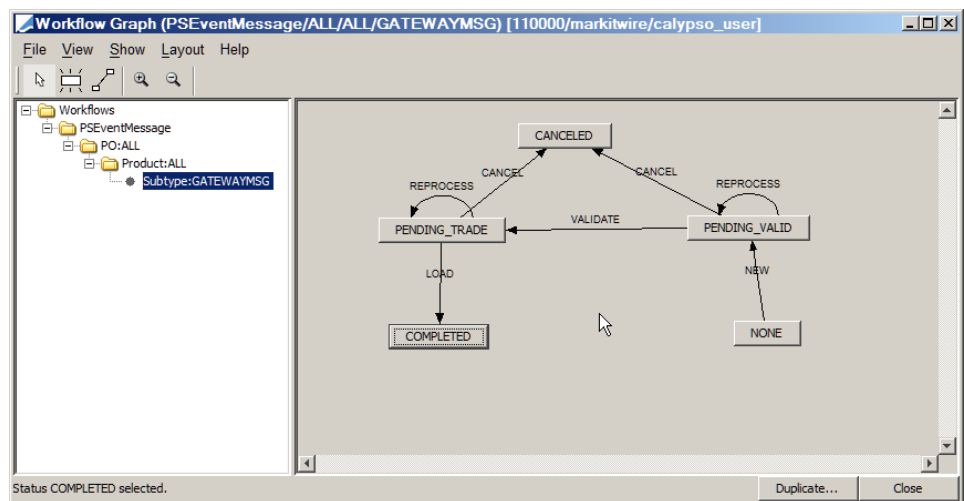 Workflow Graph (PSEventMessage/ALL/ALL/GATEWAYMSG) [110000/markitwire/calypso_user]
File View Show Layout Help
Workflows
PSEventMessage
PO:ALL
Product:ALL
Subtype:GATEWAYMSG
CANCELED
CANCEL
CANCEL
REPROCESS
REPROCESS
PENDING_TRADE
VALIDATE
PENDING_VALID
LOAD
NEW
COMPLETED
NONE
Status COMPLETED selected.
Duplicate...
Close